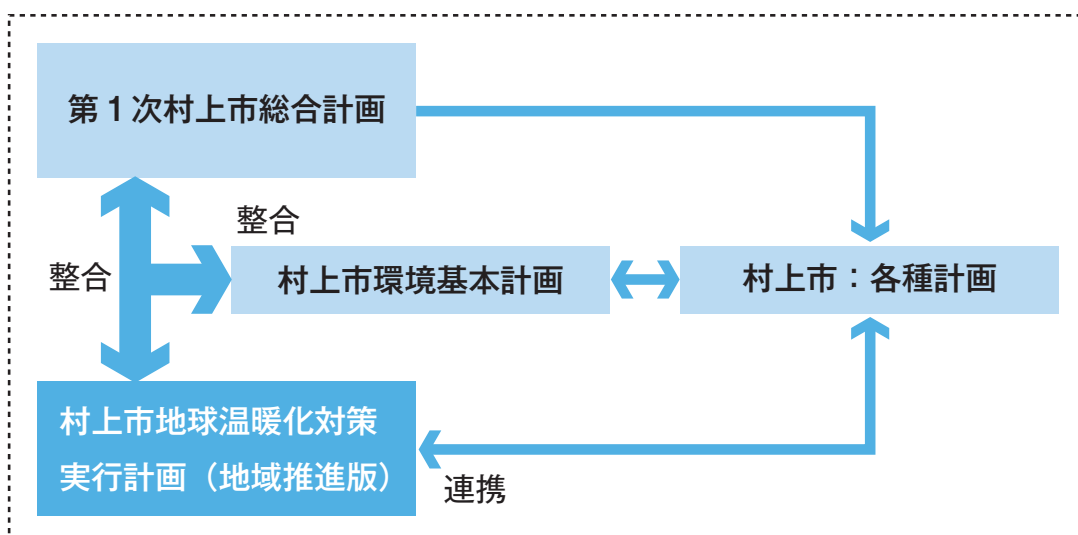 第1次村上市総合計画
整合
整合
村上市環境基本計画
村上市：各種計画
村上市地球温暖化対策
実行計画（地域推進版）
連携